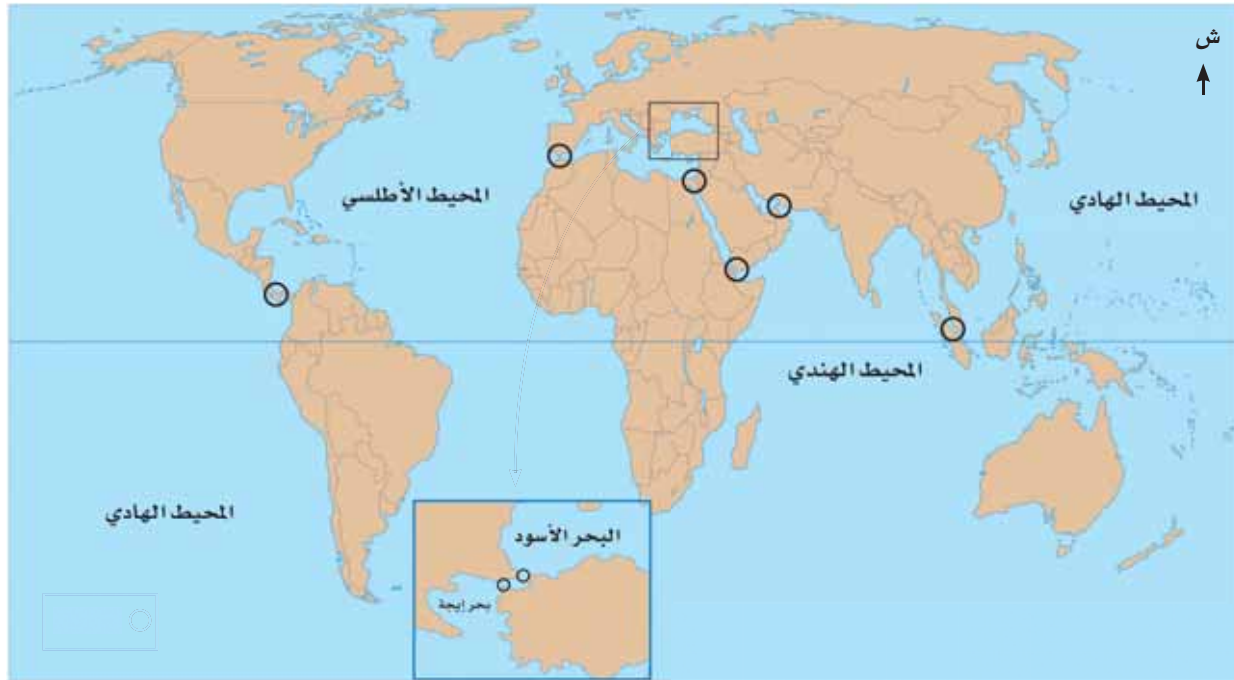 ش
المحيط الأطلسي
المحيط الهادي
المحيط الهندي
المحيط الهادي
البحر الأسود
بحر إيجة